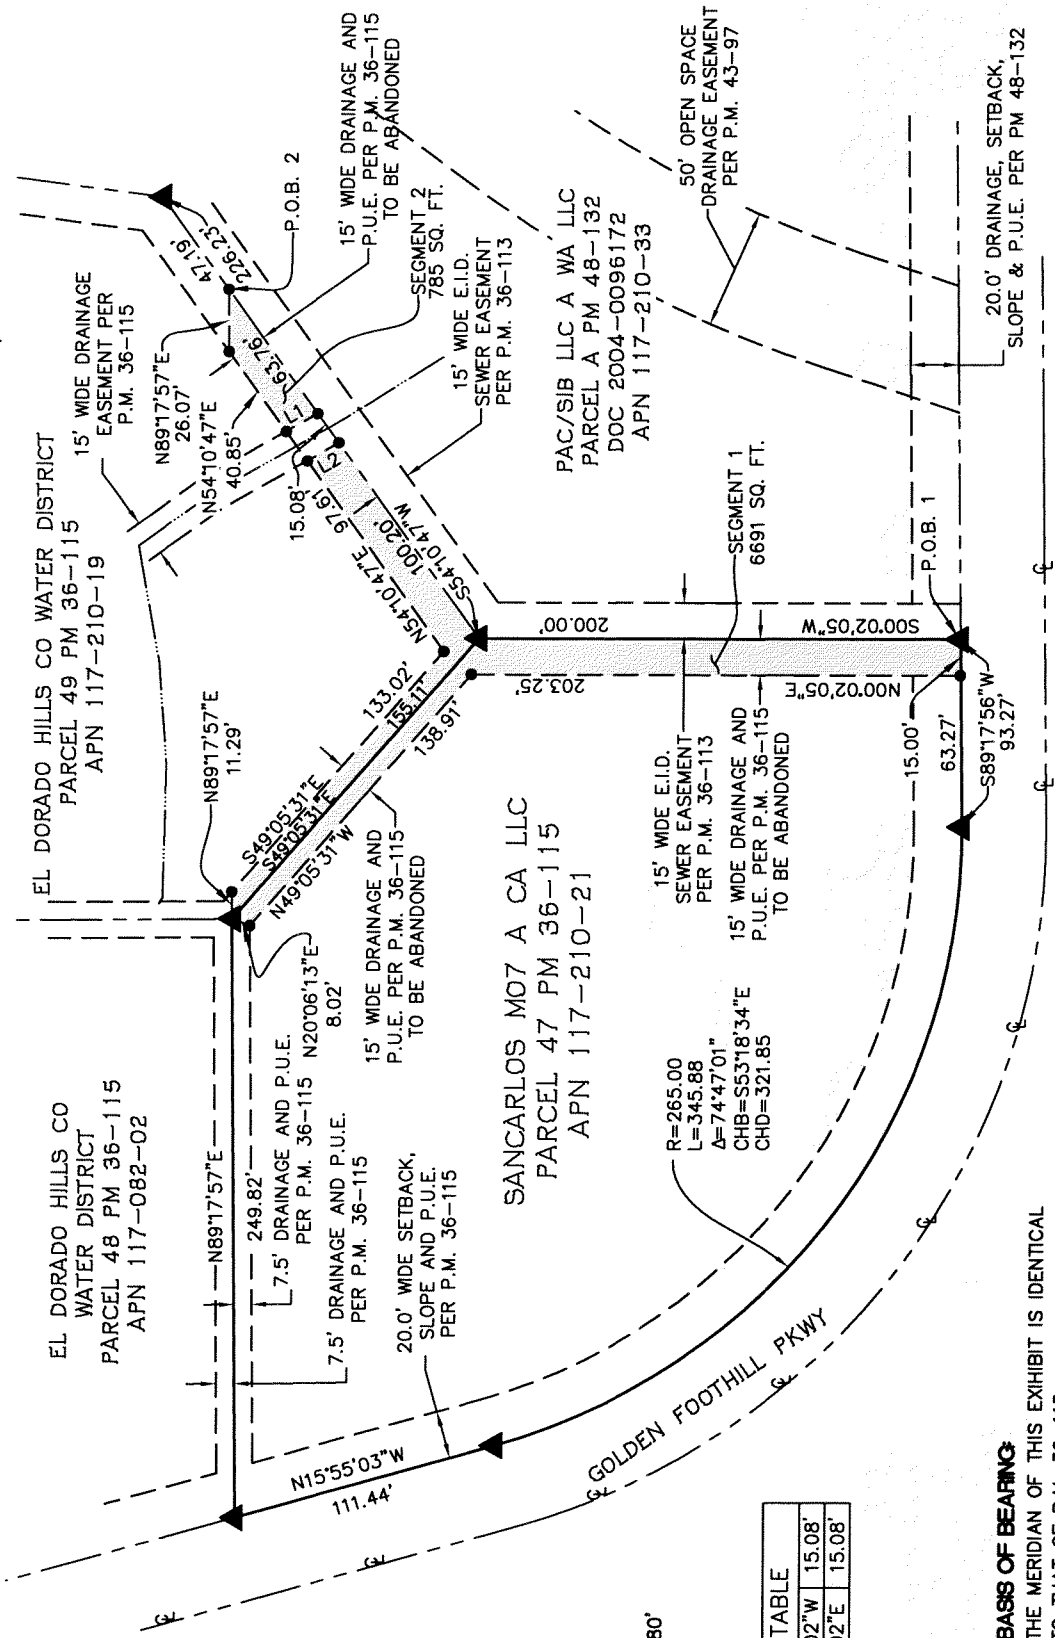 EL DORADO HILLS CO
WATER DISTRICT
PARCEL 48 PM 36-115
APN 117-082-02
EL DORADO HILLS CO WATER DISTRICT
PARCEL 49 PM 36-115
APN 117-210-19
15' WIDE DRAINAGE
EASEMENT PER
P.M. 36-115
N89°17'57"E
11.29'
N89°17'57"E
26.07'
N54°10'47"E
40.85'
47.19'
226.23'
P.O.B. 2
15' WIDE DRAINAGE AND
P.U.E. PER P.M. 36-115
TO BE ABANDONED
63.76'
L1
L2
15.08'
SEGMENT 2
785 SQ. FT.
15' WIDE E.I.D.
SEWER EASEMENT
PER P.M. 36-113
97.61'
N54°10'47"E
100.20'
S54°10'47"W
N89°17'57"E
249.82'
7.5' DRAINAGE AND P.U.E.
PER P.M. 36-115
7.5' DRAINAGE AND P.U.E.
PER P.M. 36-115
N20°06'13"E
8.02'
S49°05'31"E
133.02'
S49°05'31"E
155.11'
N49°05'31"W
138.91'
15' WIDE DRAINAGE AND
P.U.E. PER P.M. 36-115
TO BE ABANDONED
20.0' WIDE SETBACK,
SLOPE AND P.U.E.
PER P.M. 36-115
N15°55'03"W
111.44'
SANCARLOS M07 A CA LLC
PARCEL 47 PM 36-115
APN 117-210-21
PAC/SIB LLC A WA LLC
PARCEL A PM 48-132
DOC 2004-0096172
APN 117-210-33
50' OPEN SPACE
DRAINAGE EASEMENT
PER P.M. 43-97
200.00'
S00°02'05"W
203.25'
N00°02'05"E
SEGMENT 1
6691 SQ. FT.
15' WIDE E.I.D.
SEWER EASEMENT
PER P.M. 36-113
15' WIDE DRAINAGE AND
P.U.E. PER P.M. 36-115
TO BE ABANDONED
R=265.00
L=345.88
Δ=74°47'01"
CHB=S53°18'34"E
CHD=321.85
P.O.B. 1
15.00'
63.27'
S89°17'56"W
93.27'
20.0' DRAINAGE, SETBACK,
SLOPE & P.U.E. PER PM 48-132
GOLDEN FOOTHILL PKWY
80'
TABLE
02"W 15.08'
02"E 15.08'
BASIS OF BEARING:
THE MERIDIAN OF THIS EXIHIBIT IS IDENTICAL